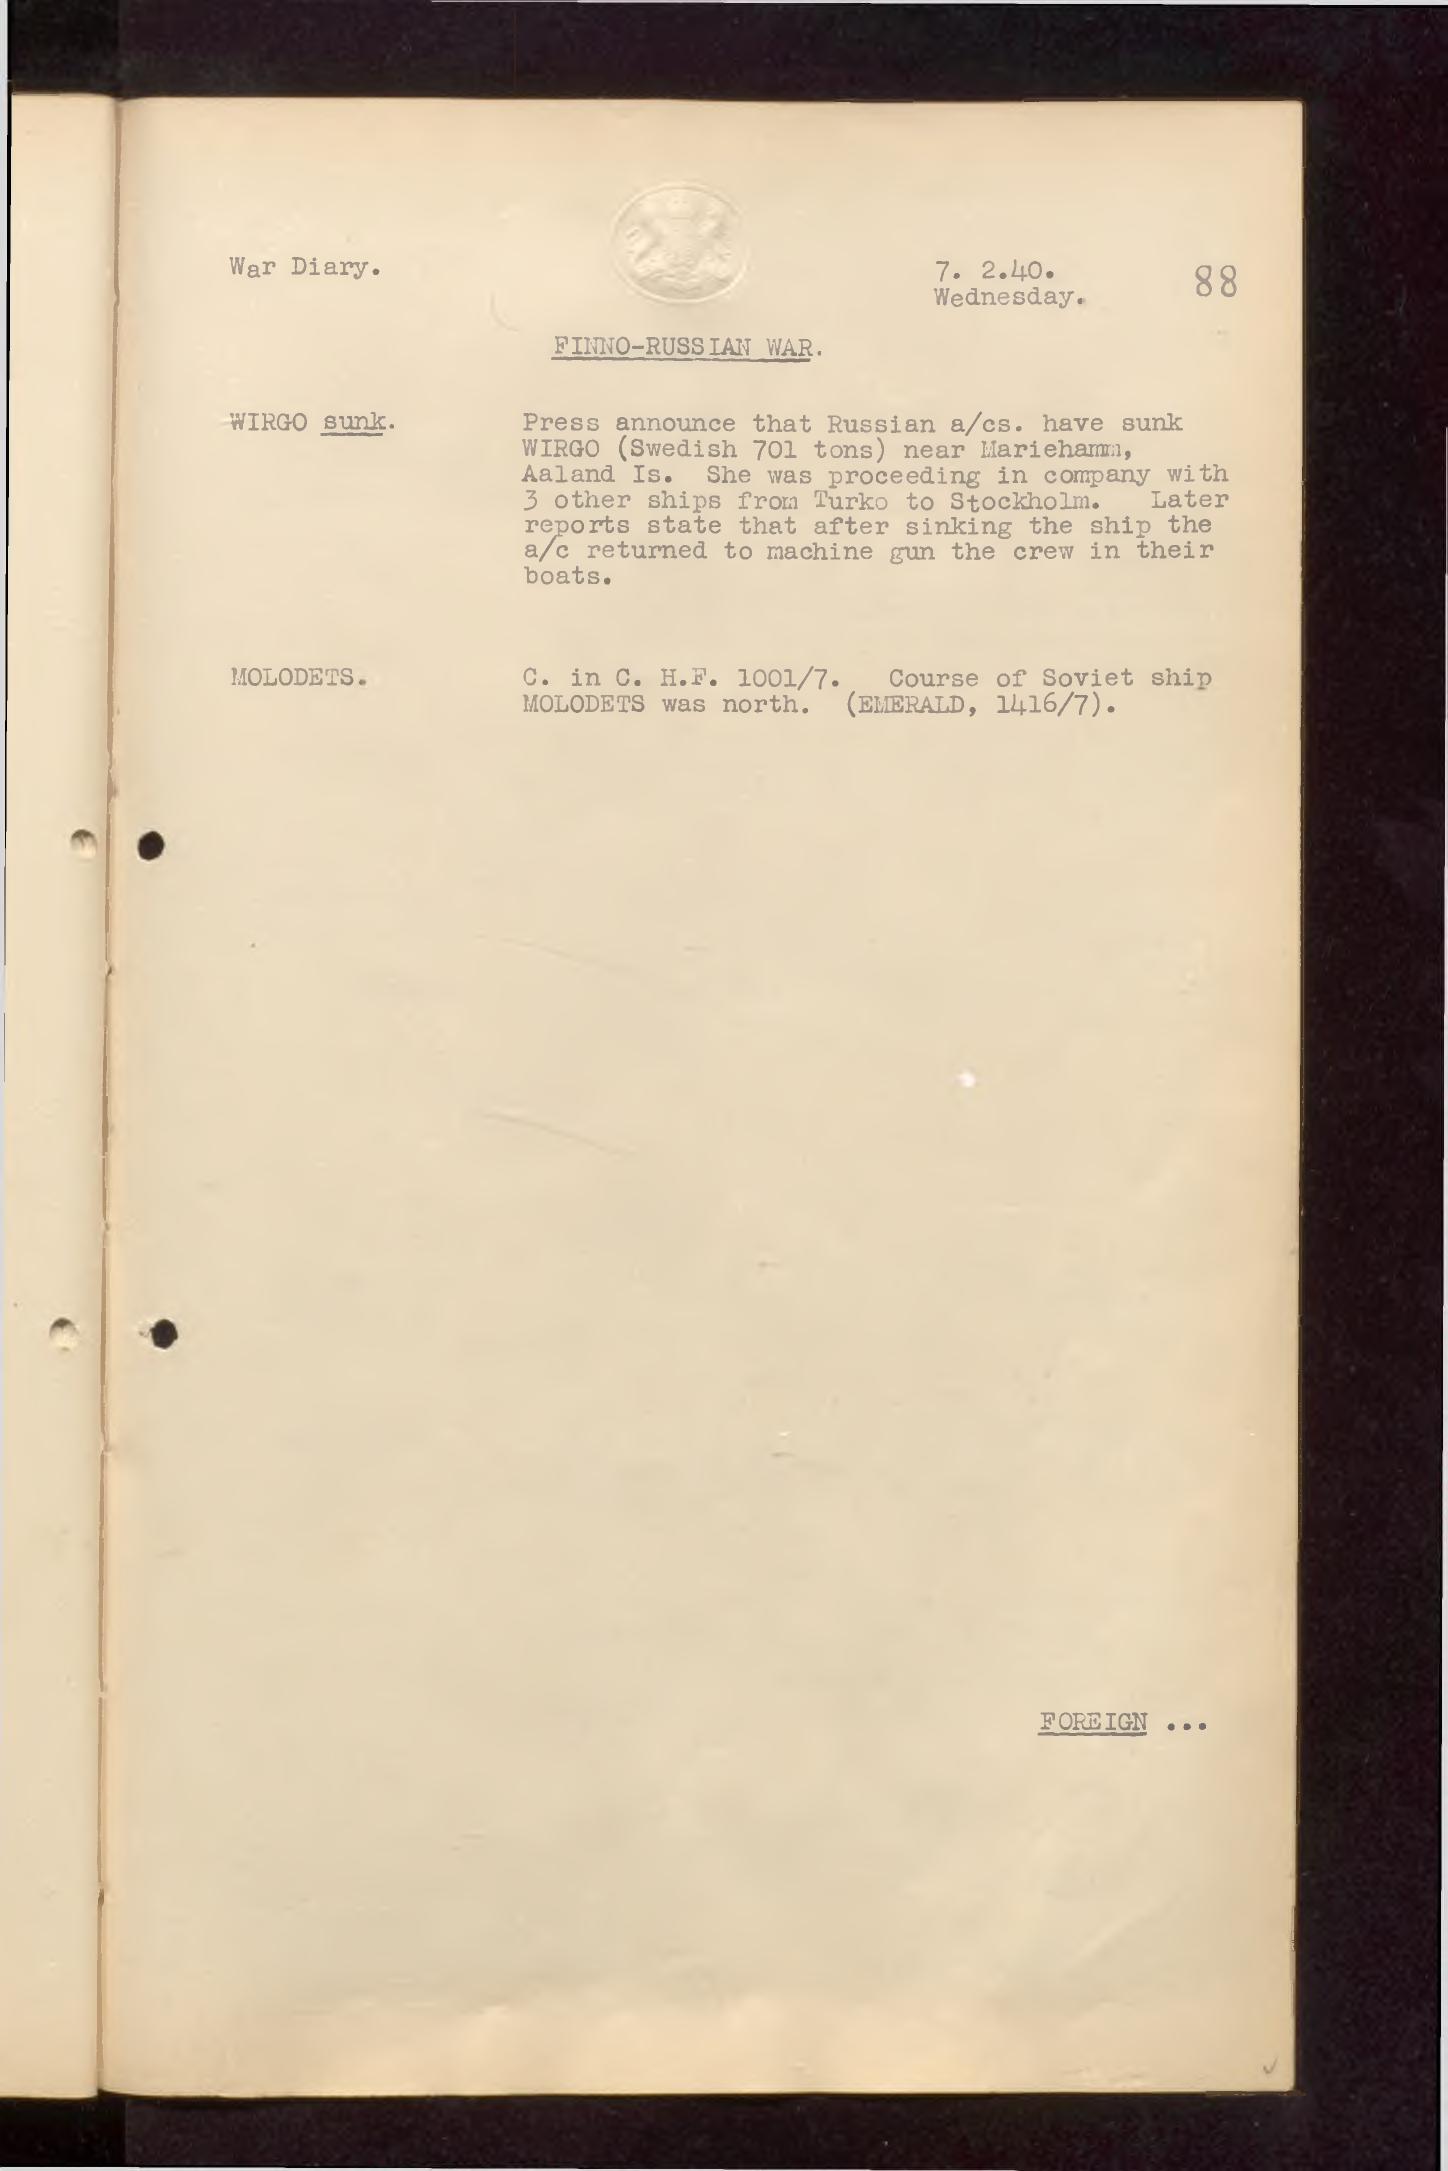 War Diary.
7. 2.40.
Wednesday.
88
FINNO-RUSSIAN WAR.
WIRGO sunk.
Press announce that Russian a/cs. have sunk
WIRGO (Swedish 701 tons) near Mariehamm,
Aaland Is. She was proceeding in company with
3 other ships from Turko to Stockholm. Later
reports state that after sinking the ship the
a/c returned to machine gun the crew in their
boats.
MOLODETS.
C. in C. H.F. 1001/7. Course of Soviet ship
MOLODETS was north. (EMERALD, 1416/7).
FOREIGN ...